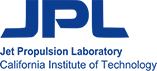 JPL
Jet Propulsion Laboratory
California Institute of Technology